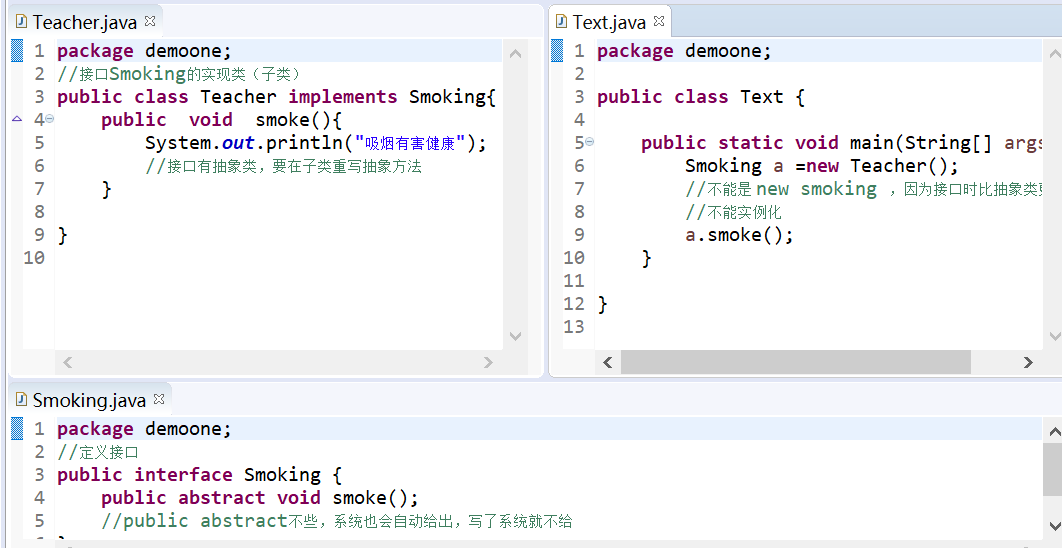 Teacher.java
1 package demoone;
2 //接口Smoking的实现类（子类）
3 public class Teacher implements Smoking{
4 public void smoke(){
5 System.out.println("吸烟有害健康");
6 //接口有抽象类，要在子类重写抽象方法
7 }
8
9 }
10
Text.java
1 package demoone;
2
3 public class Text {
4
5 public static void main(String[] args
6 Smoking a =new Teacher();
7 //不能是 new smoking ，因为接口时比抽象类
8 //不能实例化
9 a.smoke();
10 }
11
12 }
13
Smoking.java
1 package demoone;
2 //定义接口
3 public interface Smoking {
4 public abstract void smoke();
5 //public abstract不些，系统也会自动给出，写了系统就不给